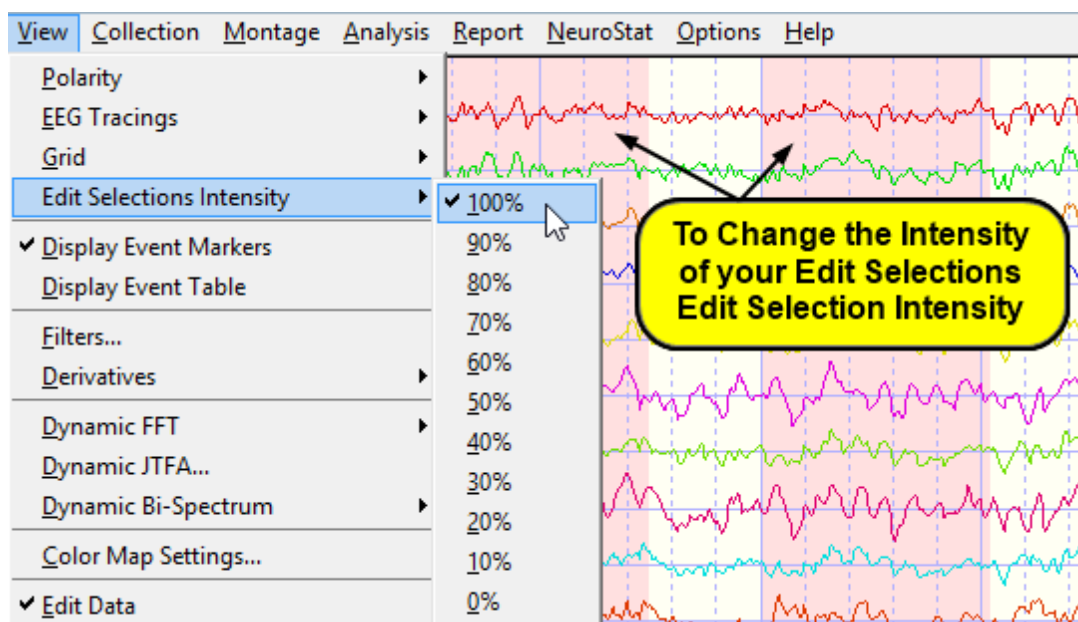 View Collection Montage Analysis Report NeuroStat Options Help
Polarity
EEG Tracings
Grid
Edit Selections Intensity
Display Event Markers
Display Event Table
Filters...
Derivatives
Dynamic FFT
Dynamic JTFA...
Dynamic Bi-Spectrum
Color Map Settings...
Edit Data
100%
90%
80%
70%
60%
50%
40%
30%
20%
10%
0%
To Change the Intensity
of your Edit Selections
Edit Selection Intensity